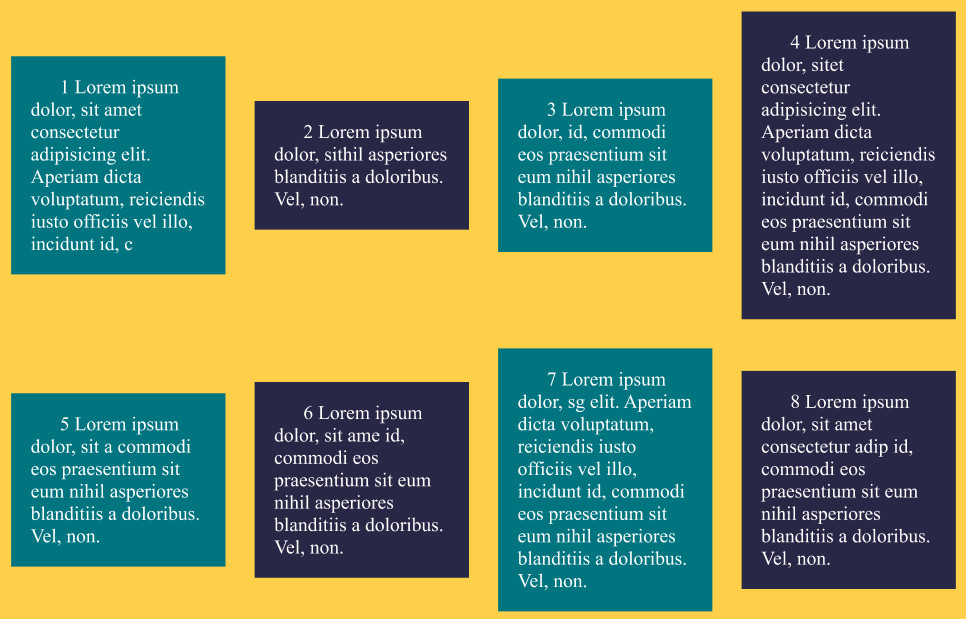 1 Lorem ipsum
dolor, sit amet
consectetur
adipisicing elit.
Aperiam dicta
voluptatum, reiciendis
iusto officiis vel illo,
incidunt id, c
2 Lorem ipsum
dolor, sithil asperiores
blanditiis a doloribus.
Vel, non.
3 Lorem ipsum
dolor, id, commodi
eos praesentium sit
eum nihil asperiores
blanditiis a doloribus.
Vel, non.
4 Lorem ipsum
dolor, sitet
consectetur
adipisicing elit.
Aperiam dicta
voluptatum, reiciendis
iusto officiis vel illo,
incidunt id, commodi
eos praesentium sit
eum nihil asperiores
blanditiis a doloribus.
Vel, non.
5 Lorem ipsum
dolor, sit a commodi
eos praesentium sit
eum nihil asperiores
blanditiis a doloribus.
Vel, non.
6 Lorem ipsum
dolor, sit ame id,
commodi eos
praesentium sit eum
nihil asperiores
blanditiis a doloribus.
Vel, non.
7 Lorem ipsum
dolor, sg elit. Aperiam
dicta voluptatum,
reiciendis iusto
officiis vel illo,
incidunt id, commodi
eos praesentium sit
eum nihil asperiores
blanditiis a doloribus.
Vel, non.
8 Lorem ipsum
dolor, sit amet
consectetur adip id,
commodi eos
praesentium sit eum
nihil asperiores
blanditiis a doloribus.
Vel, non.